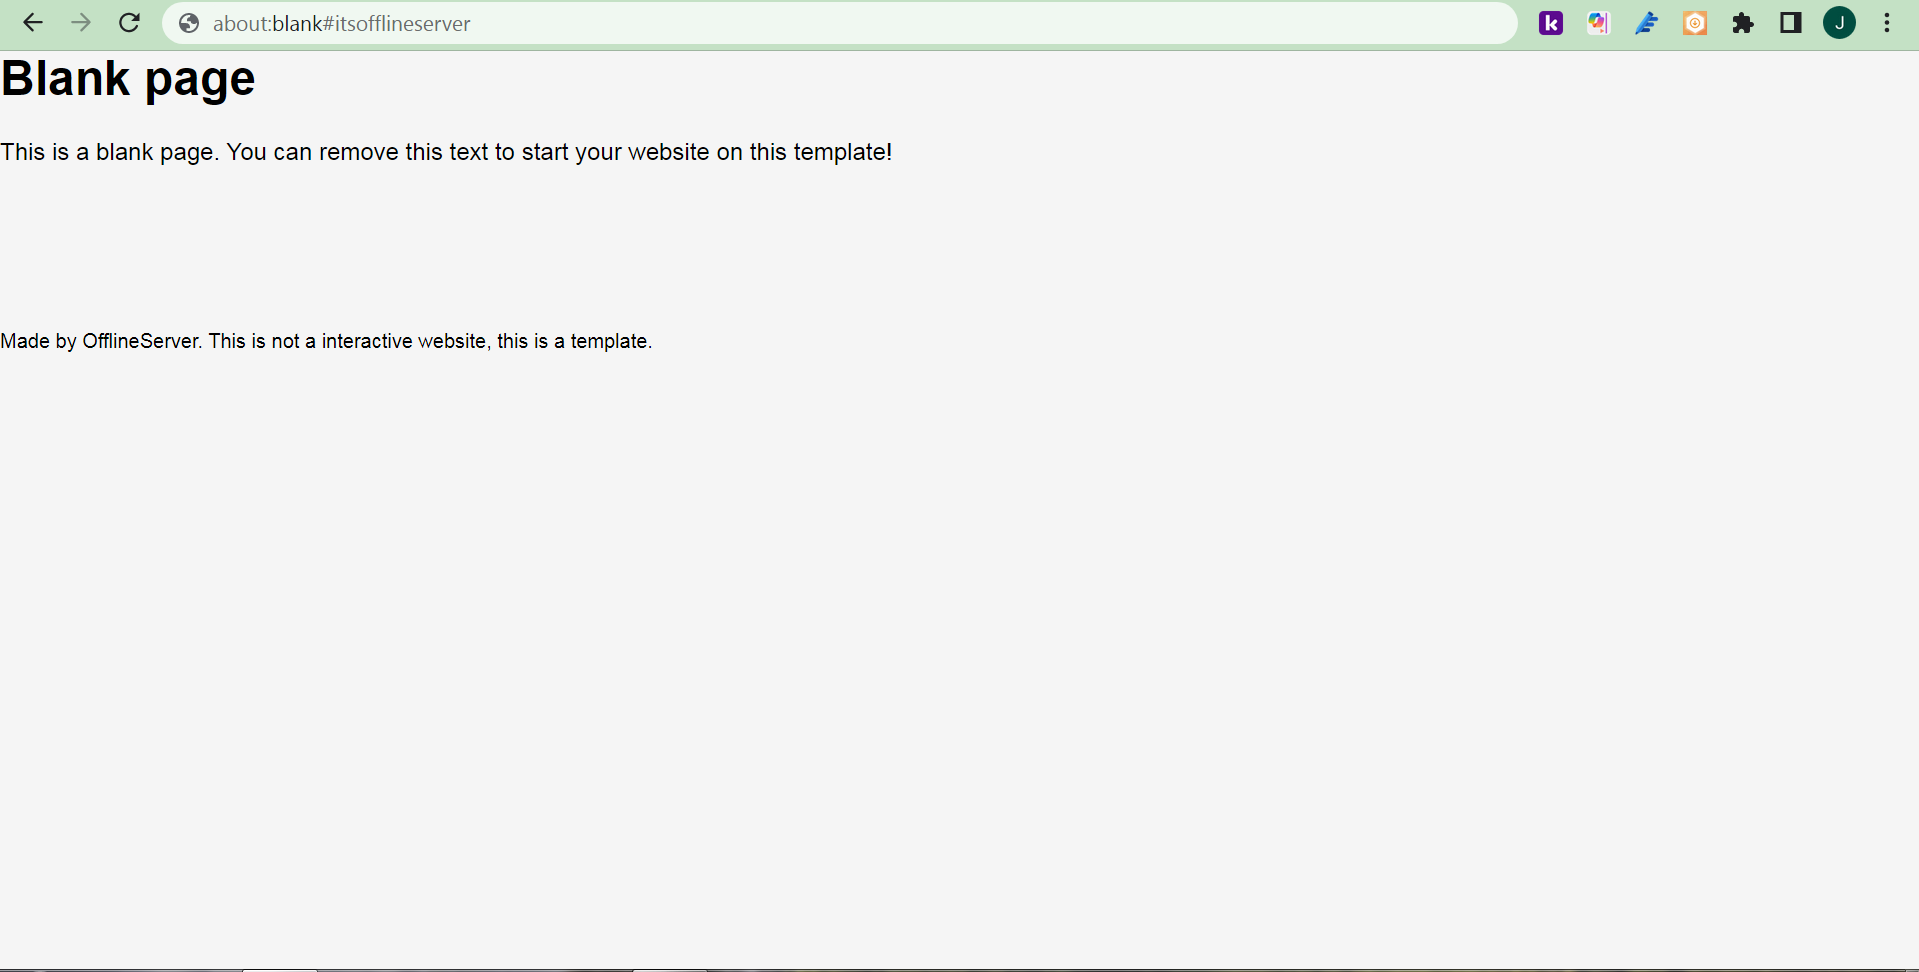 about:blank#itsofflineserver
k
J
Blank page
This is a blank page. You can remove this text to start your website on this template!
Made by OfflineServer. This is not a interactive website, this is a template.